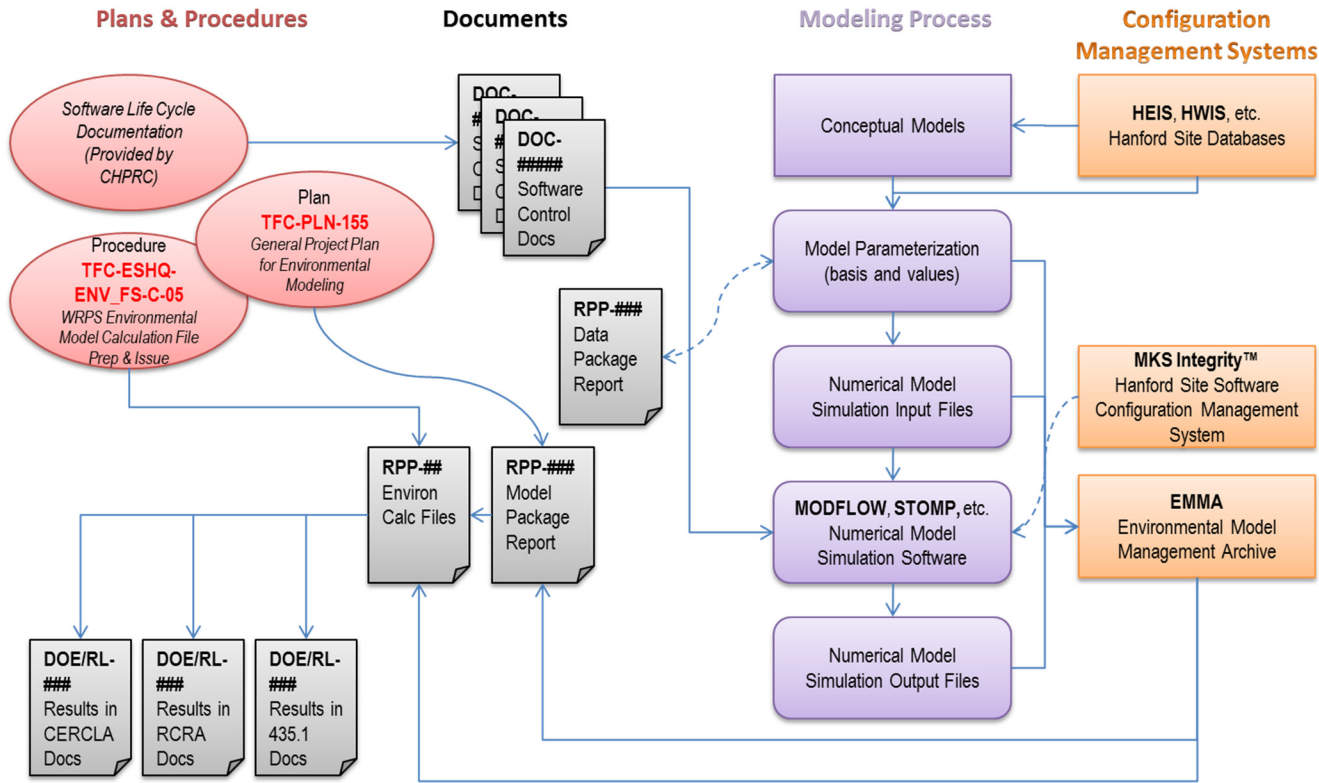 Plans & Procedures
Documents
Modeling Process
Configuration
Management Systems
Software Life Cycle
Documentation
(Provided by
CHPRC)
Plan
TFC-PLN-155
General Project Plan
for Environmental
Modeling
Procedure
TFC-ESHQ-
ENV_FS-C-05
WRPS Environmental
Model Calculation File
Prep & Issue
DOC-
#
S
C
D
DOC-
#
S
C
D
DOC-
#####
Software
Control
Docs
RPP-###
Data
Package
Report
RPP-##
Environ
Calc Files
RPP-###
Model
Package
Report
DOE/RL-
###
Results in
CERCLA
Docs
DOE/RL-
###
Results in
RCRA
Docs
DOE/RL-
###
Results in
435.1
Docs
Conceptual Models
Model Parameterization
(basis and values)
Numerical Model
Simulation Input Files
MODFLOW, STOMP, etc.
Numerical Model
Simulation Software
Numerical Model
Simulation Output Files
HEIS, HWIS, etc.
Hanford Site Databases
MKS Integrity™
Hanford Site Software
Configuration Management
System
EMMA
Environmental Model
Management Archive